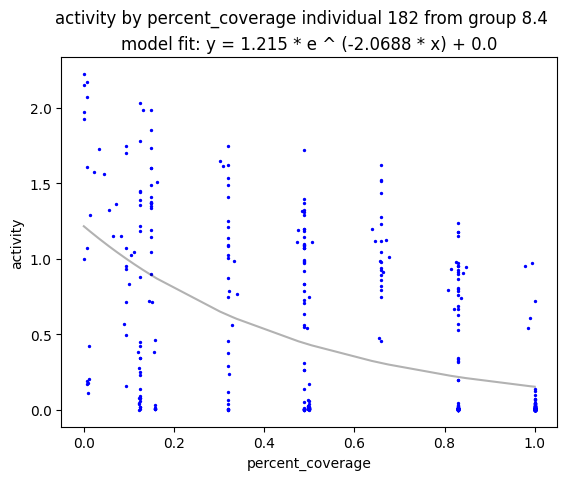 activity by percent_coverage individual 182 from group 8.4
model fit: y = 1.215 * e ^ (-2.0688 * x) + 0.0
2.0
1.5
1.0
0.5
0.0
activity
0.0 0.2 0.4 0.6 0.8 1.0
percent_coverage